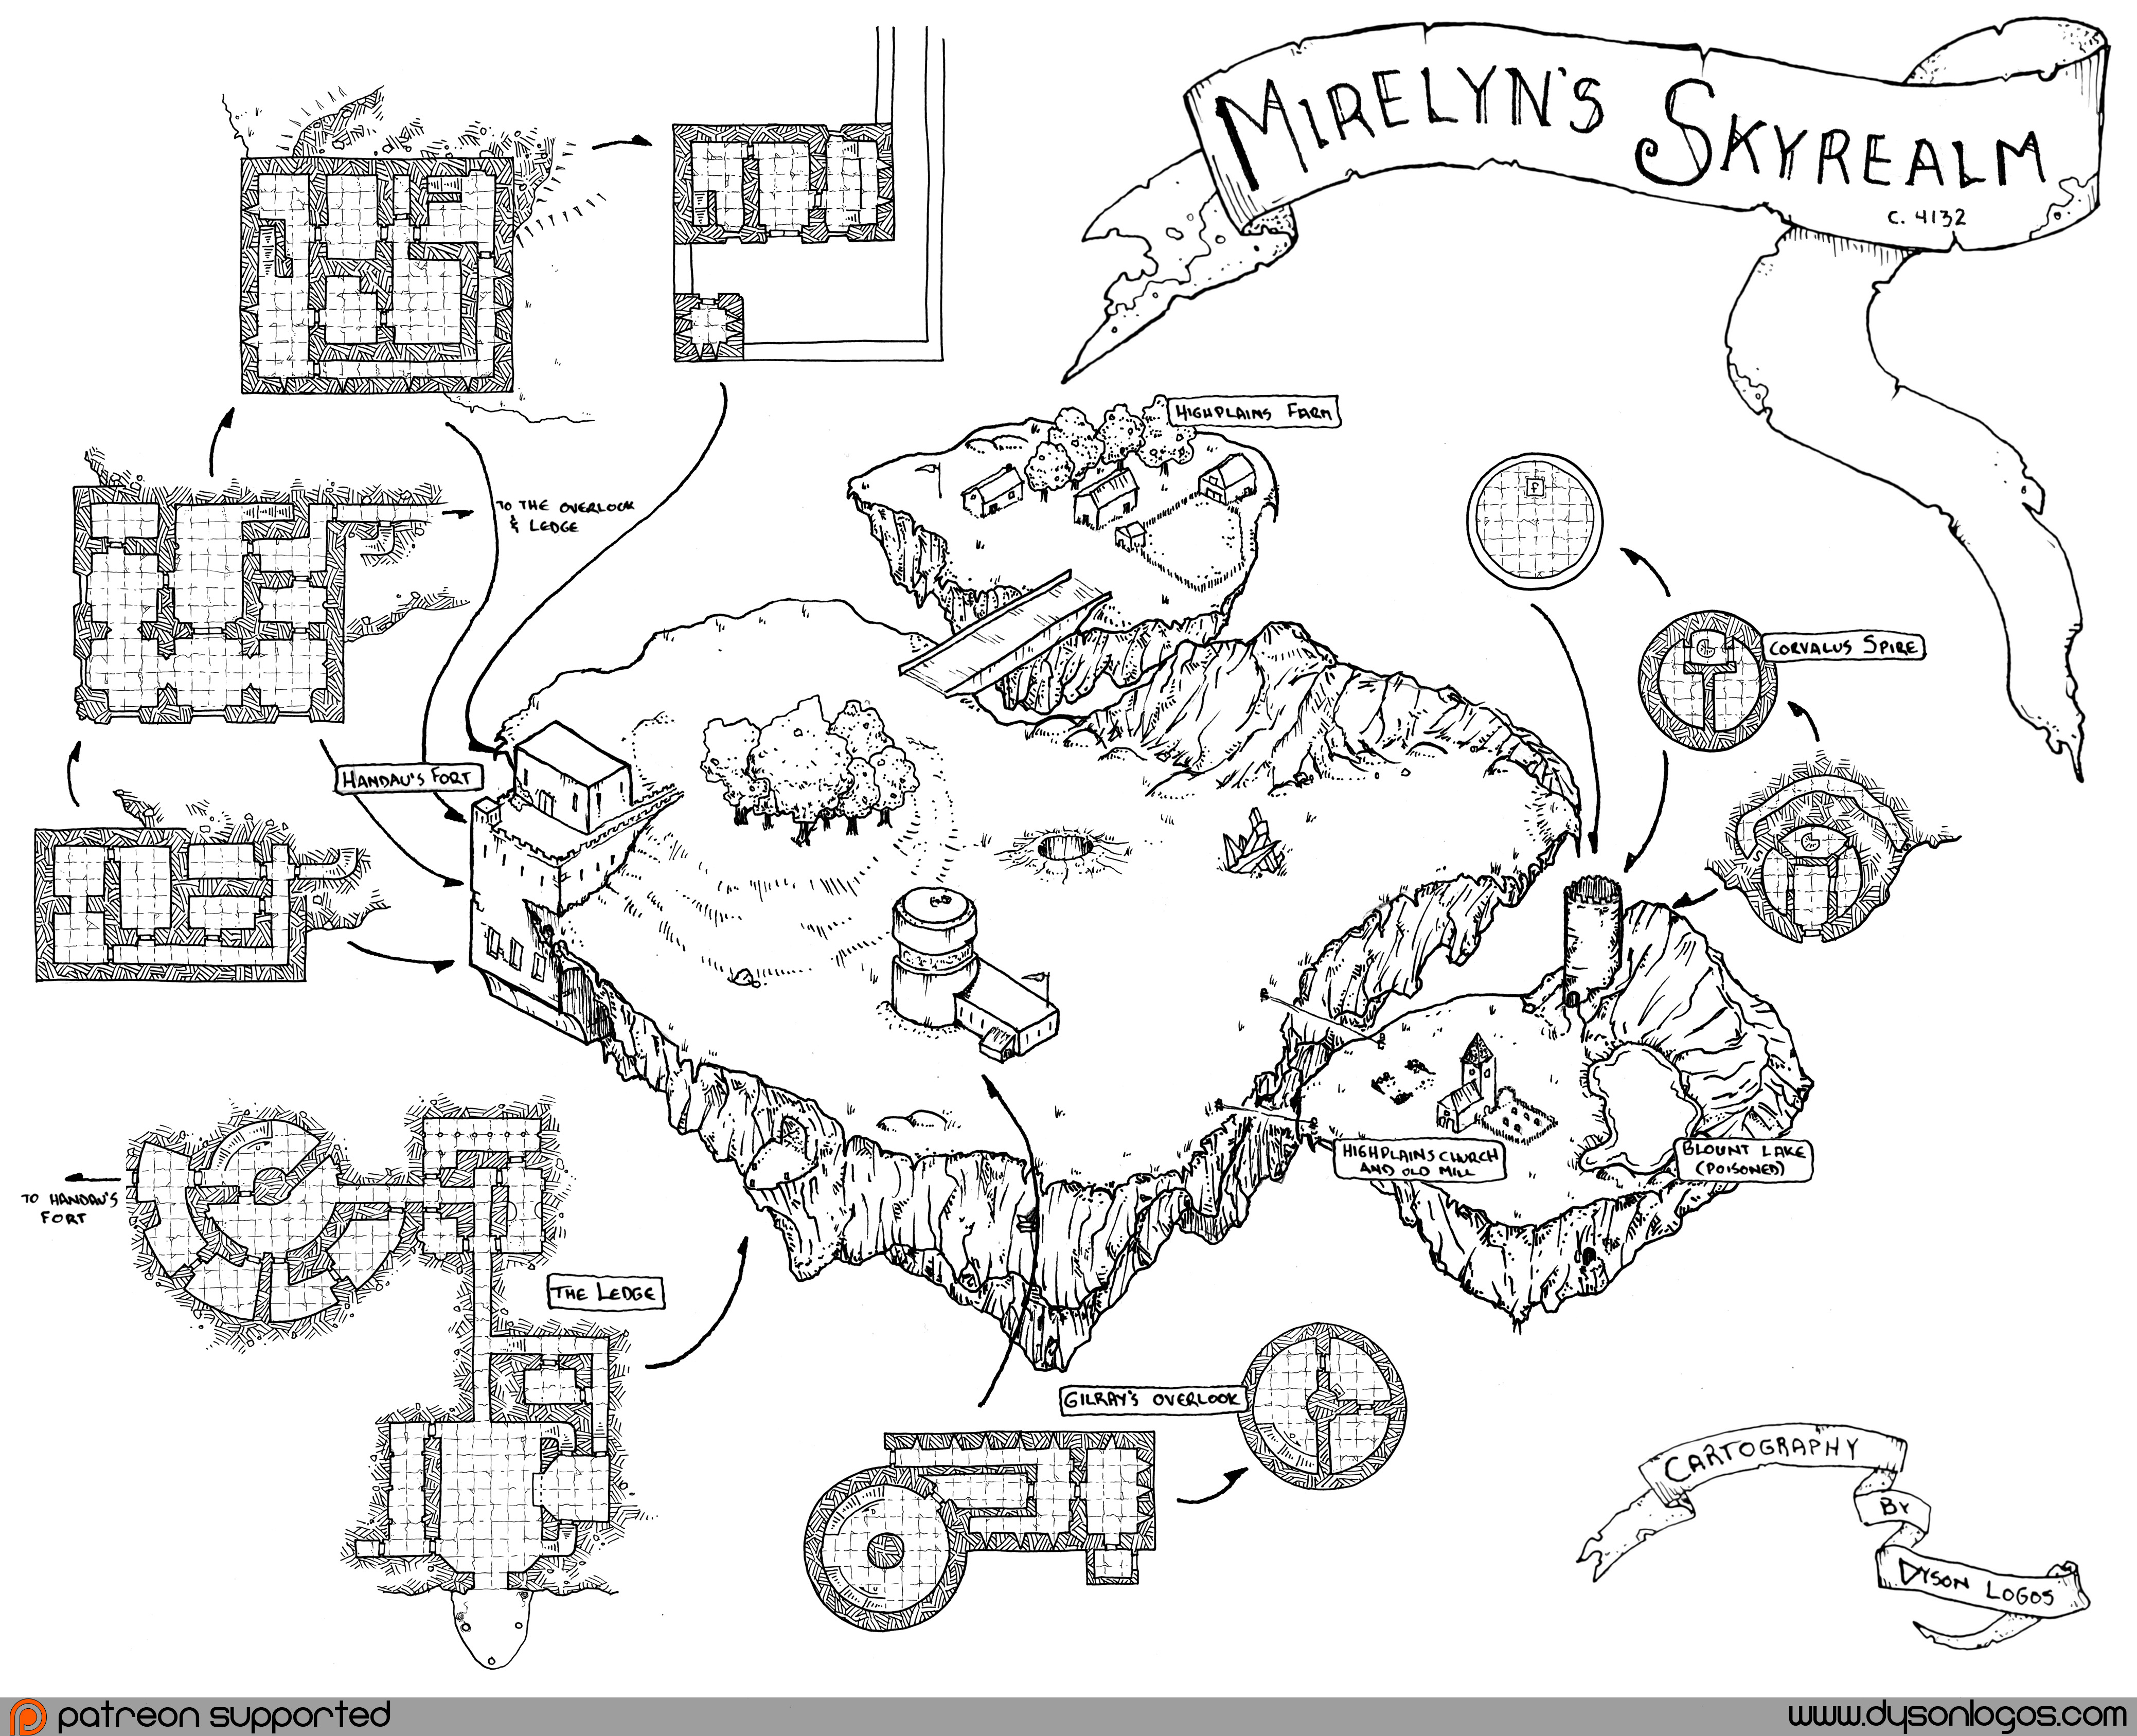 MIRELYN'S SKYREALM
C. 4132
HIGHPLAINS FARM
TO THE OVERLOOK
& LEDGE
CORVALUS SPIRE
HANDAU'S FORT
S
HIGHPLAINS CHURCH
AND OLD MILL
BLOUNT LAKE
(POISONED)
TO HANDAU'S
FORT
THE LEDGE
GILRAY'S OVERLOOK
CARTOGRAPHY
BY
DYSON LOGOS
patreon supported
www.dysonlogos.com